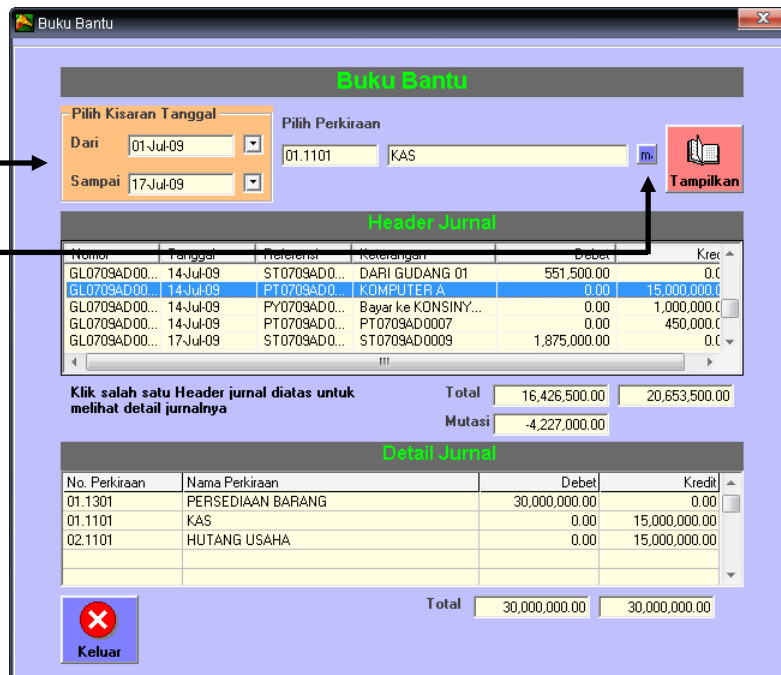 Buku Bantu
Buku Bantu
Pilih Kisaran Tanggal
Pilih Perkiraan
Dari 01-Jul-09
01.1101 KAS m.
Sampai 17-Jul-09
Tampilkan
Header Jurnal
Nomor Tanggal Referensi Keterangan Debet Kred
GL0709AD00... 14-Jul-09 ST0709AD0... DARI GUDANG 01 551,500.00 0.0
GL0709AD00... 14-Jul-09 PT0709AD0... KOMPUTER A 0.00 15,000,000.0
GL0709AD00... 14-Jul-09 PY0709AD0... Bayar ke KONSINY... 0.00 1,000,000.0
GL0709AD00... 14-Jul-09 PT0709AD0... PT0709AD0007 0.00 450,000.0
GL0709AD00... 17-Jul-09 ST0709AD0... ST0709AD0009 1,875,000.00 0.0
Klik salah satu Header jurnal diatas untuk
melihat detail jurnalnya
Total 16,426,500.00 20,653,500.00
Mutasi -4,227,000.00
Detail Jurnal
No. Perkiraan Nama Perkiraan Debet Kredit
01.1301 PERSEDIAAN BARANG 30,000,000.00 0.00
01.1101 KAS 0.00 15,000,000.00
02.1101 HUTANG USAHA 0.00 15,000,000.00
Total 30,000,000.00 30,000,000.00
Keluar